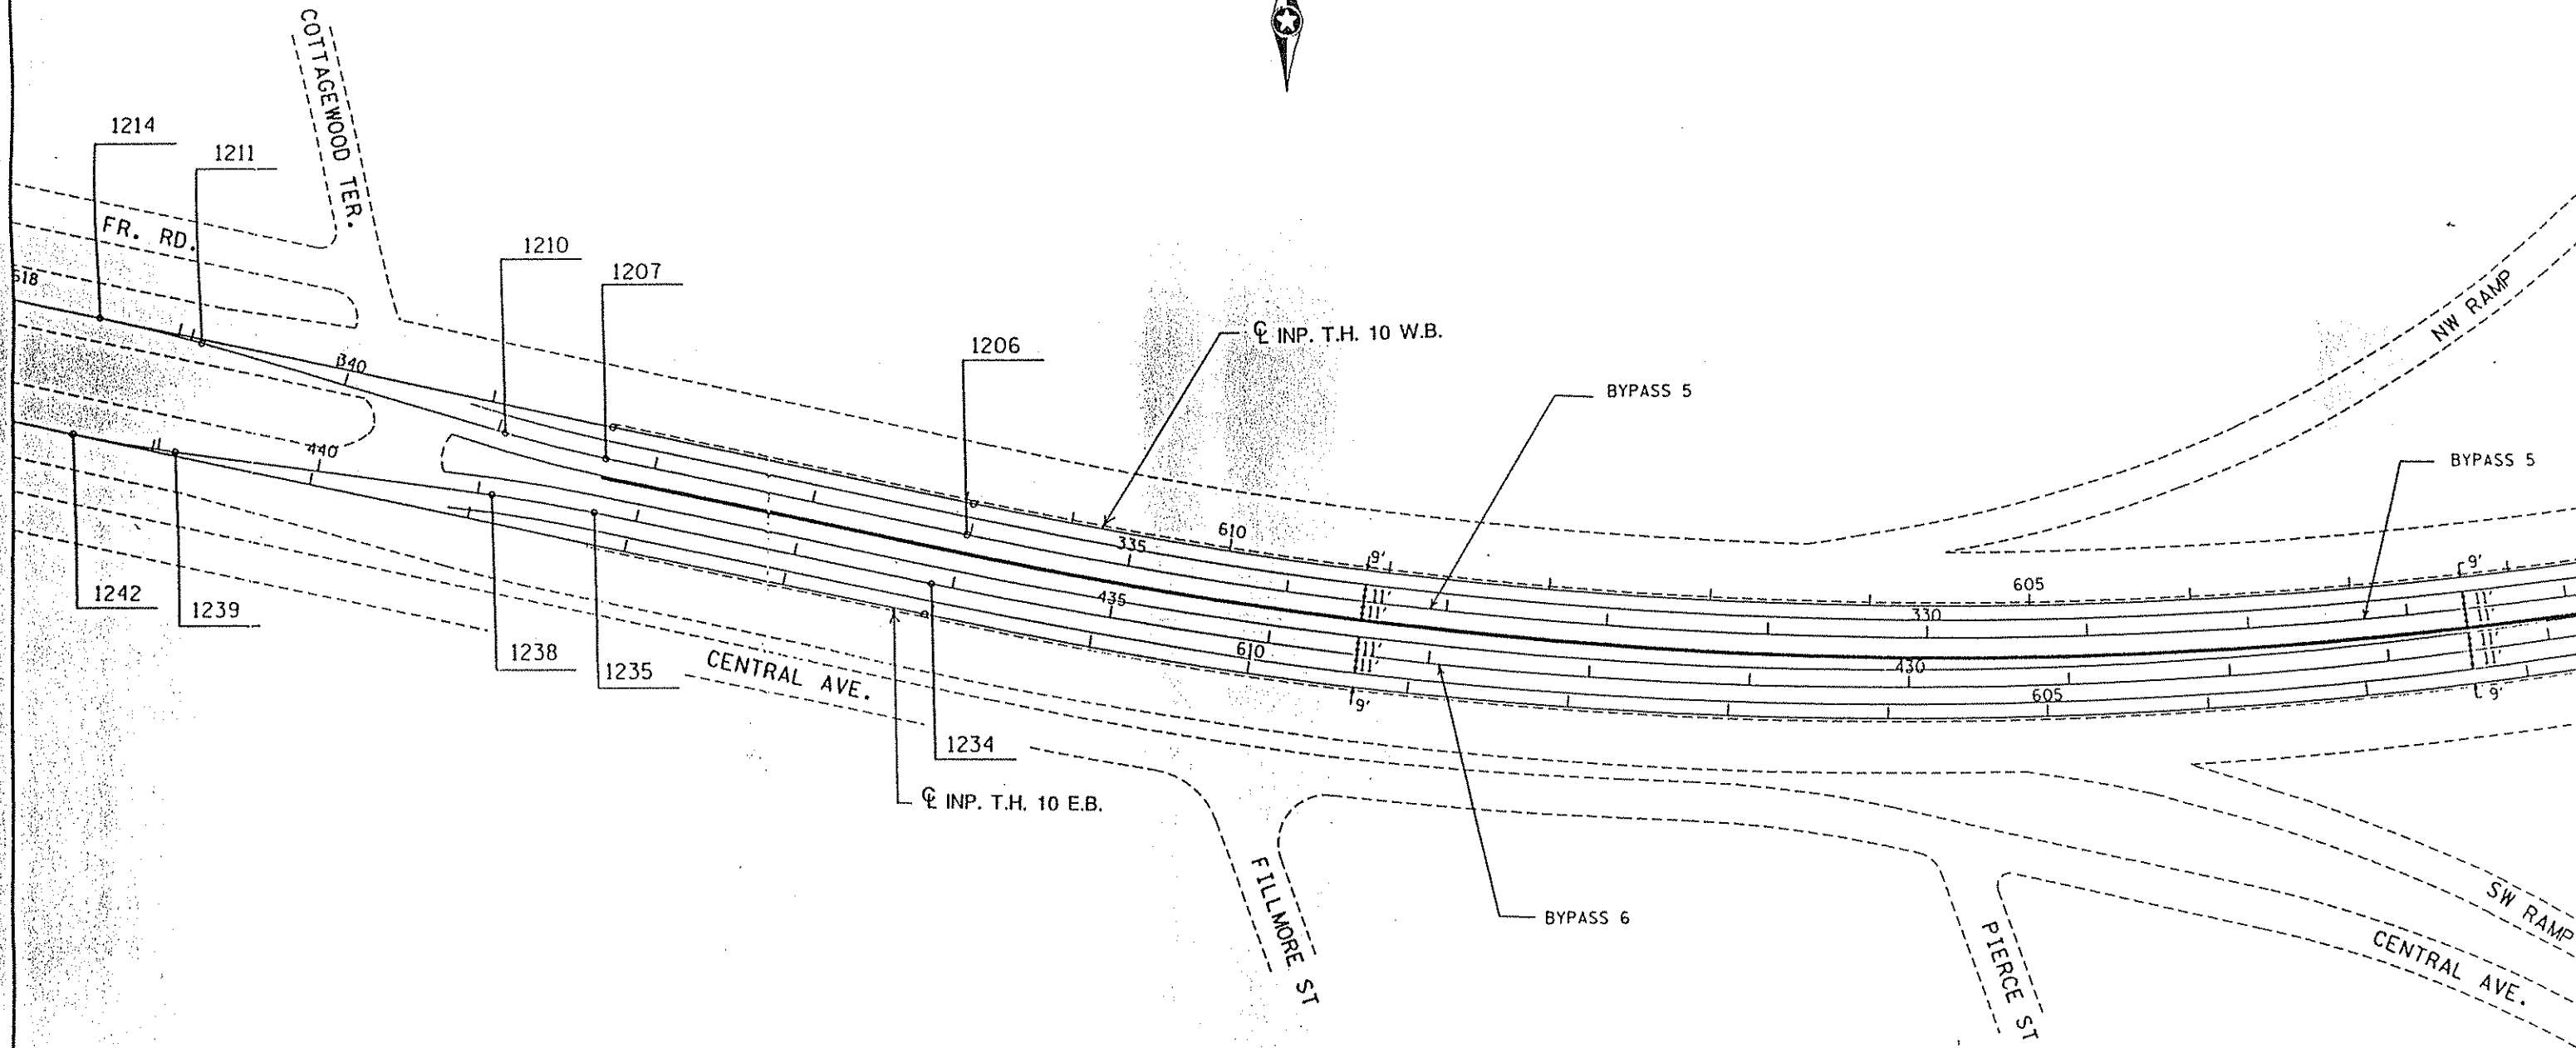 COTTAGEWOOD TER.
1214
1211
FR. RD.
1210
1207
618
1206
℄ INP. T.H. 10 W.B.
NW RAMP
840
BYPASS 5
440
BYPASS 5
610
335
9'
9'
605
330
11'
11'
11'
11'
435
1242
1239
610
11'
11'
430
11'
11'
605
9'
9'
1238
1235
CENTRAL AVE.
1234
℄ INP. T.H. 10 E.B.
FILLMORE ST
BYPASS 6
SW RAMP
PIERCE ST
CENTRAL AVE.